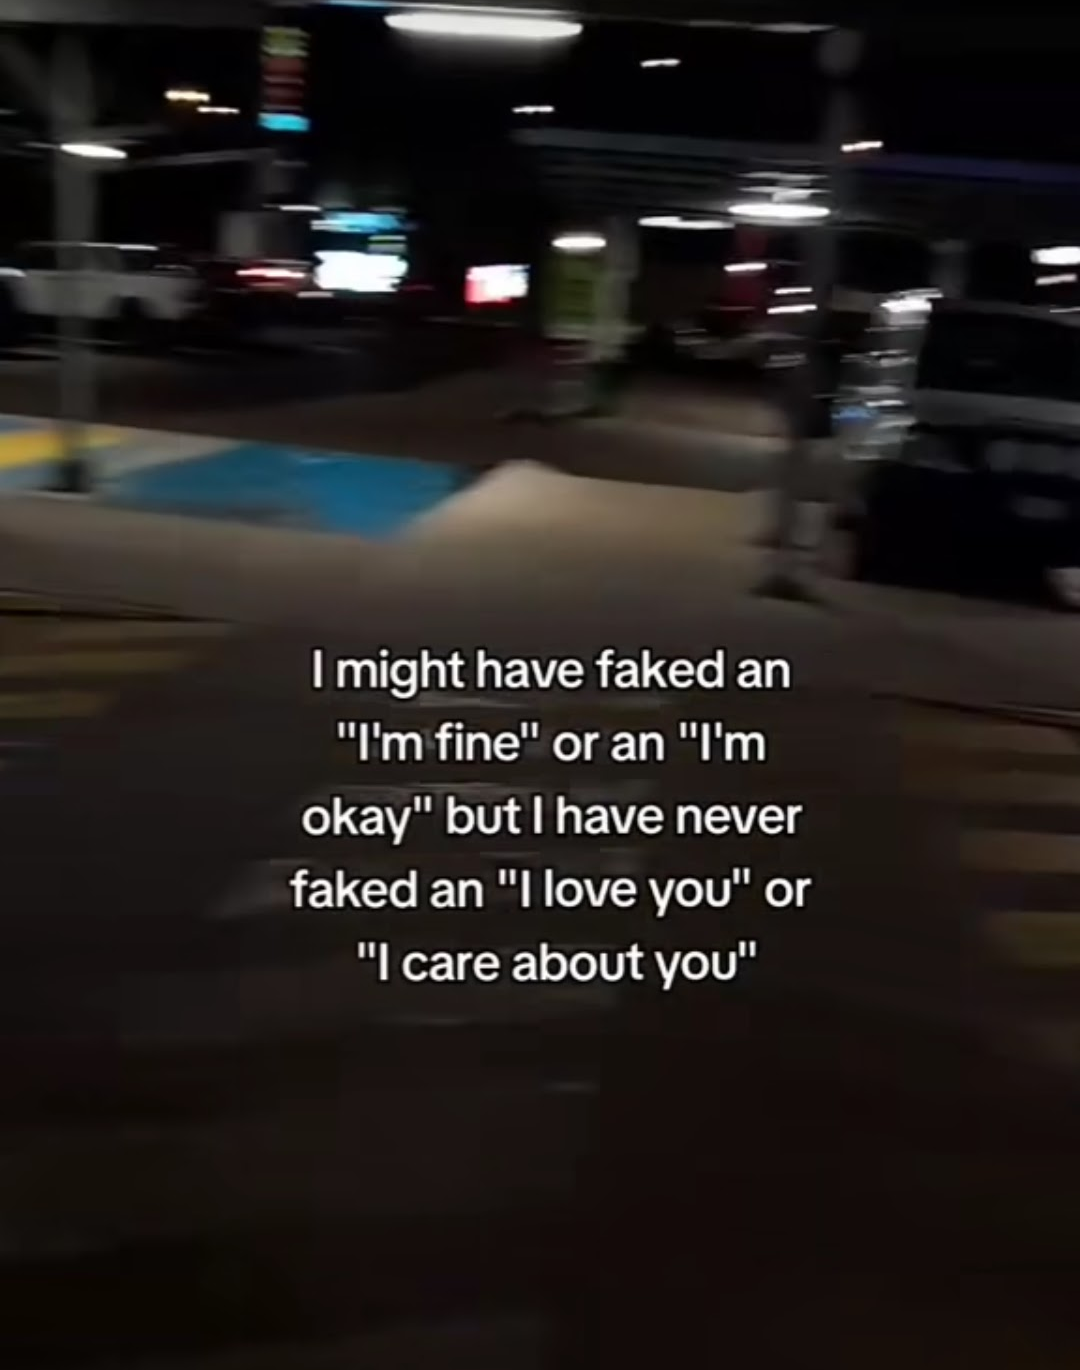 I might have faked an
"I'm fine" or an "I'm
okay" but I have never
faked an "I love you" or
"I care about you"